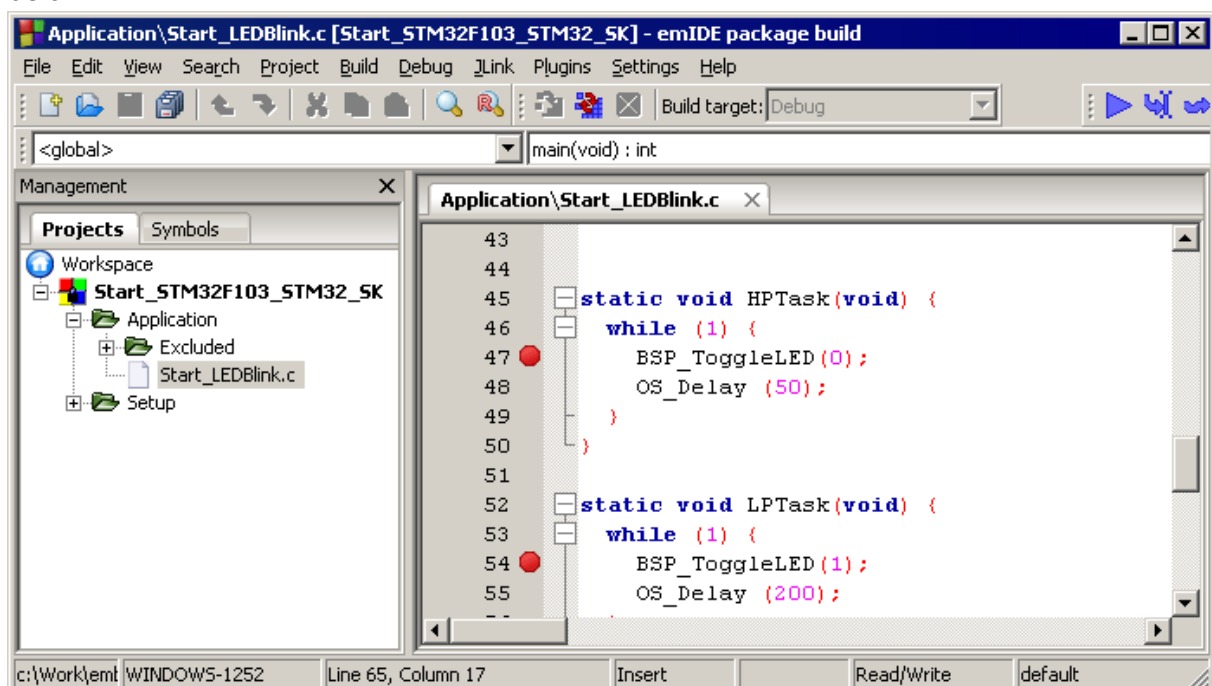 Application\Start_LEDBlink.c [Start_STM32F103_STM32_SK] - emIDE package build
File Edit View Search Project Build Debug JLink Plugins Settings Help
Build target: Debug
<global> main(void) : int
Management
Projects Symbols
Workspace
Start_STM32F103_STM32_SK
Application
Excluded
Start_LEDBlink.c
Setup
Application\Start_LEDBlink.c
43
44
45 static void HPTask(void) {
46 while (1) {
47 BSP_ToggleLED(0);
48 OS_Delay (50);
49 }
50 }
51
52 static void LPTask(void) {
53 while (1) {
54 BSP_ToggleLED(1);
55 OS_Delay (200);
c:\Work\emb WINDOWS-1252 Line 65, Column 17 Insert Read/Write default